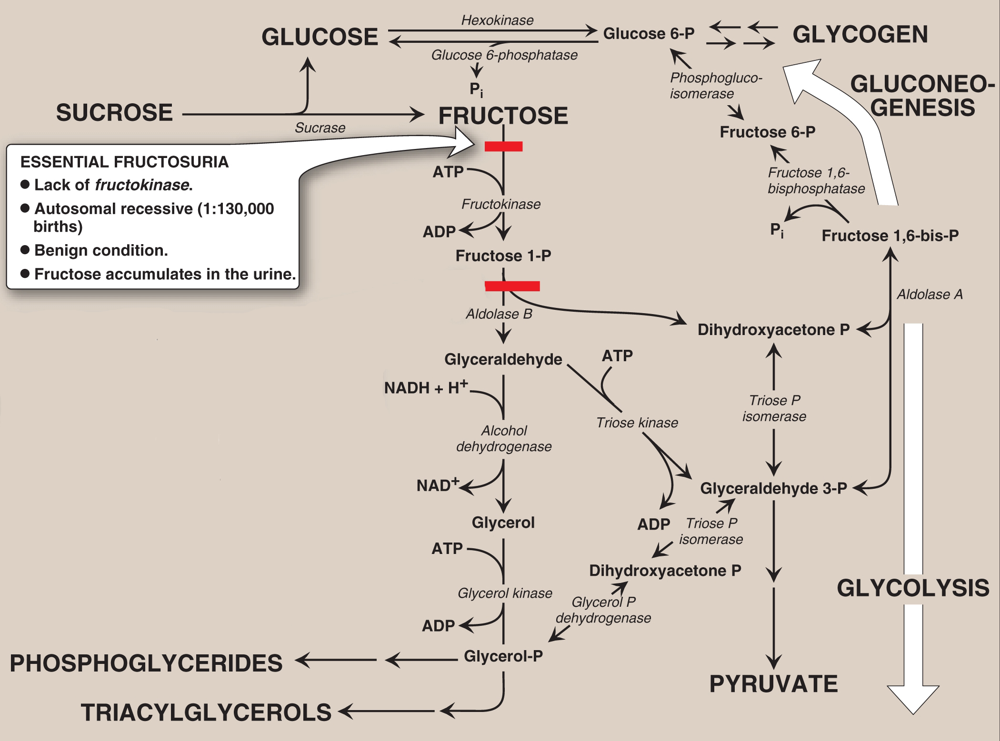 Hexokinase
GLUCOSE
Glucose 6-P
GLYCOGEN
Glucose 6-phosphatase
Pi
Phosphogluco-
isomerase
GLUCONEO-
GENESIS
SUCROSE
Sucrase
FRUCTOSE
Fructose 6-P
ESSENTIAL FRUCTOSURIA
● Lack of fructokinase.
● Autosomal recessive (1:130,000
births)
● Benign condition.
● Fructose accumulates in the urine.
ATP
Fructokinase
ADP
Fructose 1,6-
bisphosphatase
Pi
Fructose 1,6-bis-P
Fructose 1-P
Aldolase A
Aldolase B
Dihydroxyacetone P
Glyceraldehyde
ATP
NADH + H+
Triose P
isomerase
Triose kinase
Alcohol
dehydrogenase
NAD+
Glyceraldehyde 3-P
Glycerol
ADP
Triose P
isomerase
ATP
Dihydroxyacetone P
Glycerol kinase
Glycerol P
dehydrogenase
GLYCOLYSIS
ADP
Glycerol-P
PHOSPHOGLYCERIDES
PYRUVATE
TRIACYLGLYCEROLS